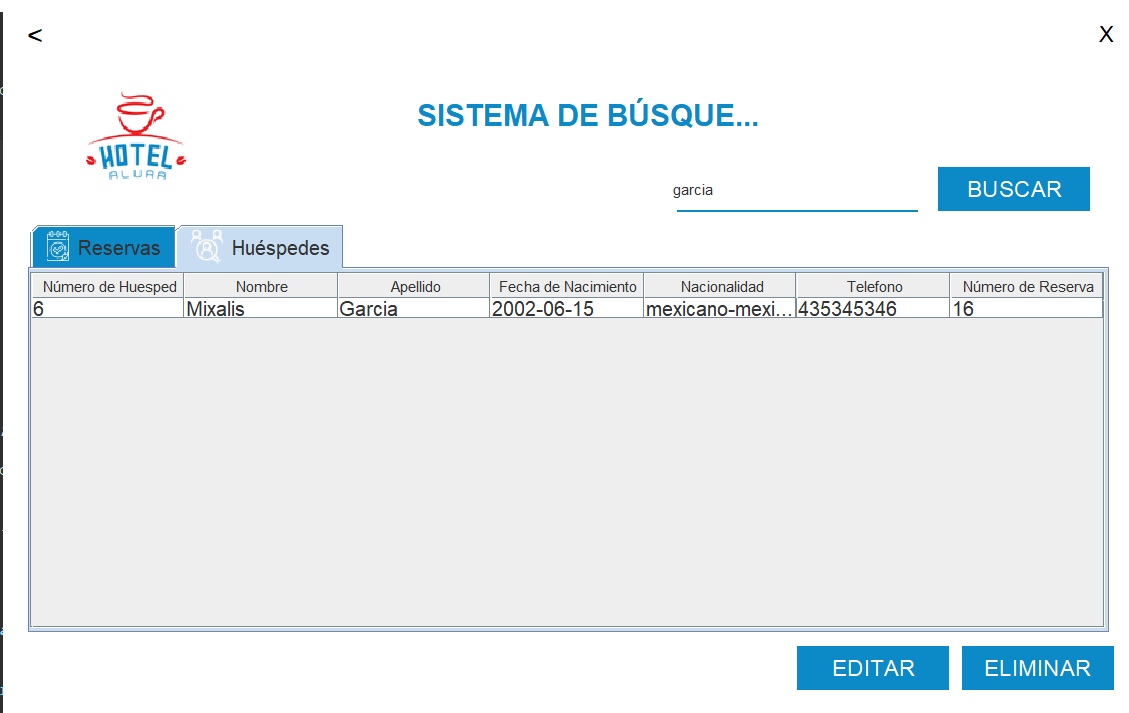 <
X
SISTEMA DE BÚSQUE...
HOTEL
ALURA
garcia
BUSCAR
Reservas Huéspedes
Número de Huesped Nombre Apellido Fecha de Nacimiento Nacionalidad Telefono Número de Reserva
6 Mixalis Garcia 2002-06-15 mexicano-mexi... 435345346 16
EDITAR ELIMINAR